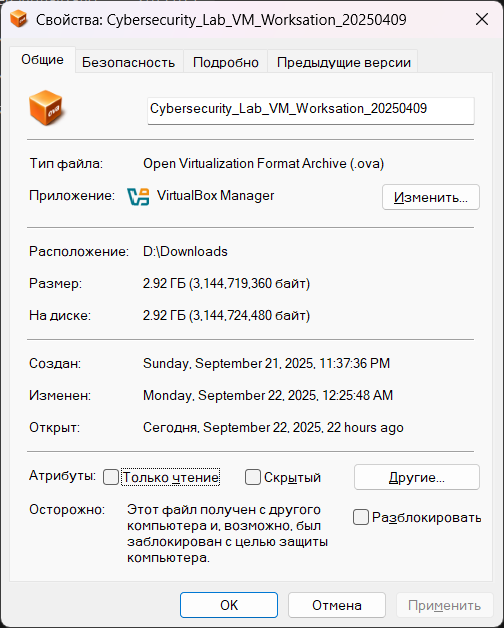 Свойства: Cybersecurity_Lab_VM_Worksation_20250409
Общие Безопасность Подробно Предыдущие версии
ova
Cybersecurity_Lab_VM_Worksation_20250409
Тип файла: Open Virtualization Format Archive (.ova)
Приложение: VirtualBox Manager Изменить...
Расположение: D:\Downloads
Размер: 2.92 ГБ (3,144,719,360 байт)
На диске: 2.92 ГБ (3,144,724,480 байт)
Создан: Sunday, September 21, 2025, 11:37:36 PM
Изменен: Monday, September 22, 2025, 12:25:48 AM
Открыт: Сегодня, September 22, 2025, 22 hours ago
Атрибуты: Только чтение Скрытый Другие...
Осторожно: Этот файл получен с другого
компьютера и, возможно, был
заблокирован с целью защиты
компьютера.
Разблокировать
OK Отмена Применить